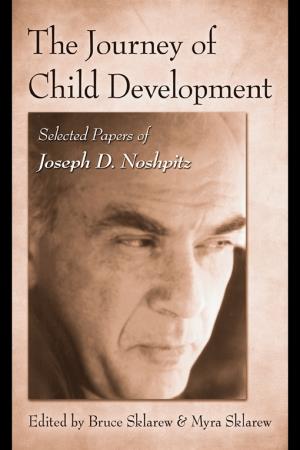 The Journey of
Child Development
Selected Papers of
Joseph D. Noshpitz
Edited by Bruce Sklarew & Myra Sklarew